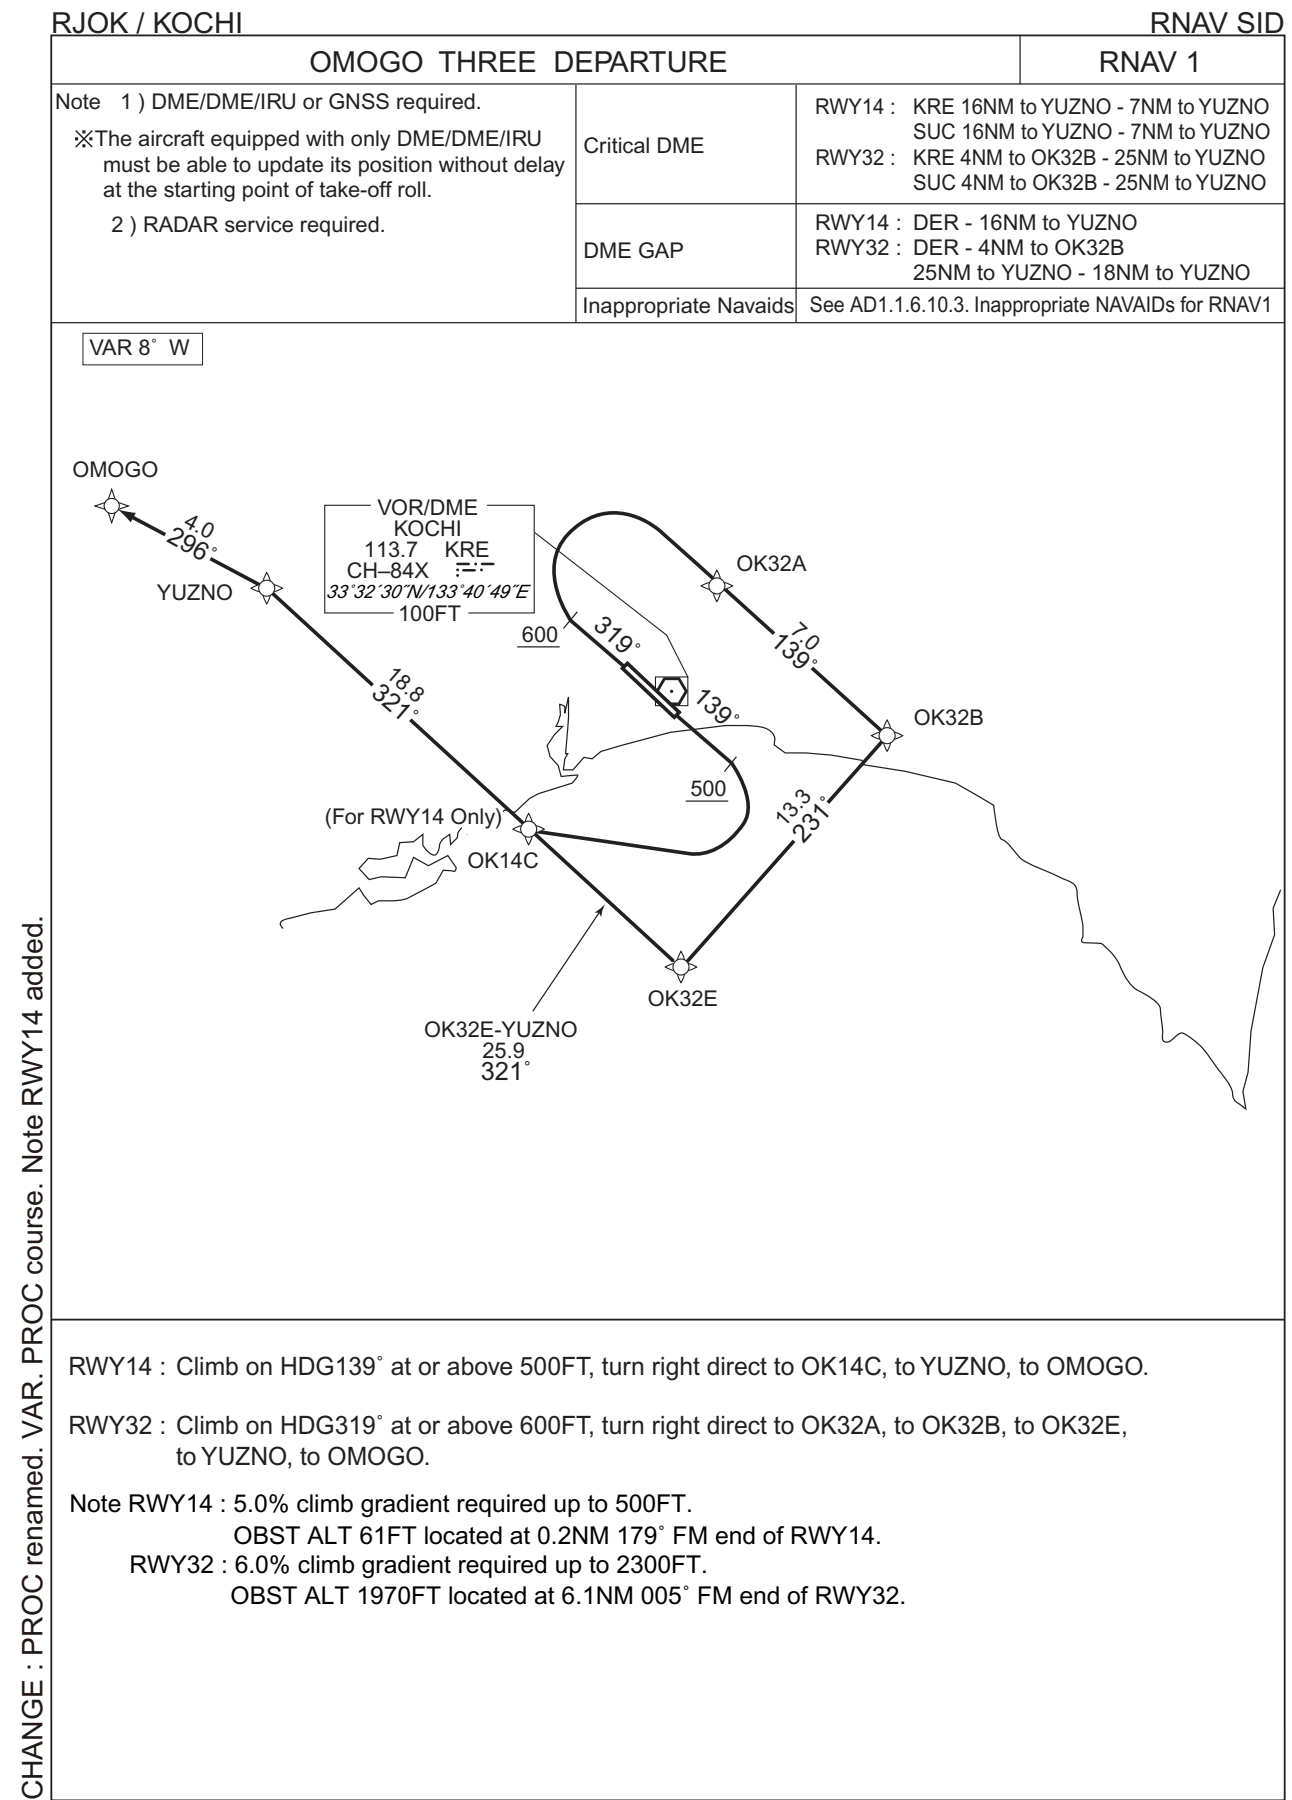 RJOK / KOCHI
RNAV SID
OMOGO THREE DEPARTURE
RNAV 1
Note 1 ) DME/DME/IRU or GNSS required.
※The aircraft equipped with only DME/DME/IRU
must be able to update its position without delay
at the starting point of take-off roll.
2 ) RADAR service required.
Critical DME
RWY14 : KRE 16NM to YUZNO - 7NM to YUZNO
SUC 16NM to YUZNO - 7NM to YUZNO
RWY32 : KRE 4NM to OK32B - 25NM to YUZNO
SUC 4NM to OK32B - 25NM to YUZNO
DME GAP
RWY14 : DER - 16NM to YUZNO
RWY32 : DER - 4NM to OK32B
25NM to YUZNO - 18NM to YUZNO
Inappropriate Navaids
See AD1.1.6.10.3. Inappropriate NAVAIDs for RNAV1
VAR 8° W
OMOGO
4.0
296°
YUZNO
VOR/DME
KOCHI
113.7 KRE
CH–84X
33°32´30˝N/133°40´49˝E
100FT
600
319°
OK32A
7.0
139°
139°
OK32B
18.8
321°
500
13.3
231°
(For RWY14 Only)
OK14C
OK32E
OK32E-YUZNO
25.9
321°
RWY14 : Climb on HDG139° at or above 500FT, turn right direct to OK14C, to YUZNO, to OMOGO.
RWY32 : Climb on HDG319° at or above 600FT, turn right direct to OK32A, to OK32B, to OK32E,
to YUZNO, to OMOGO.
Note RWY14 : 5.0% climb gradient required up to 500FT.
OBST ALT 61FT located at 0.2NM 179° FM end of RWY14.
RWY32 : 6.0% climb gradient required up to 2300FT.
OBST ALT 1970FT located at 6.1NM 005° FM end of RWY32.
CHANGE : PROC renamed. VAR. PROC course. Note RWY14 added.